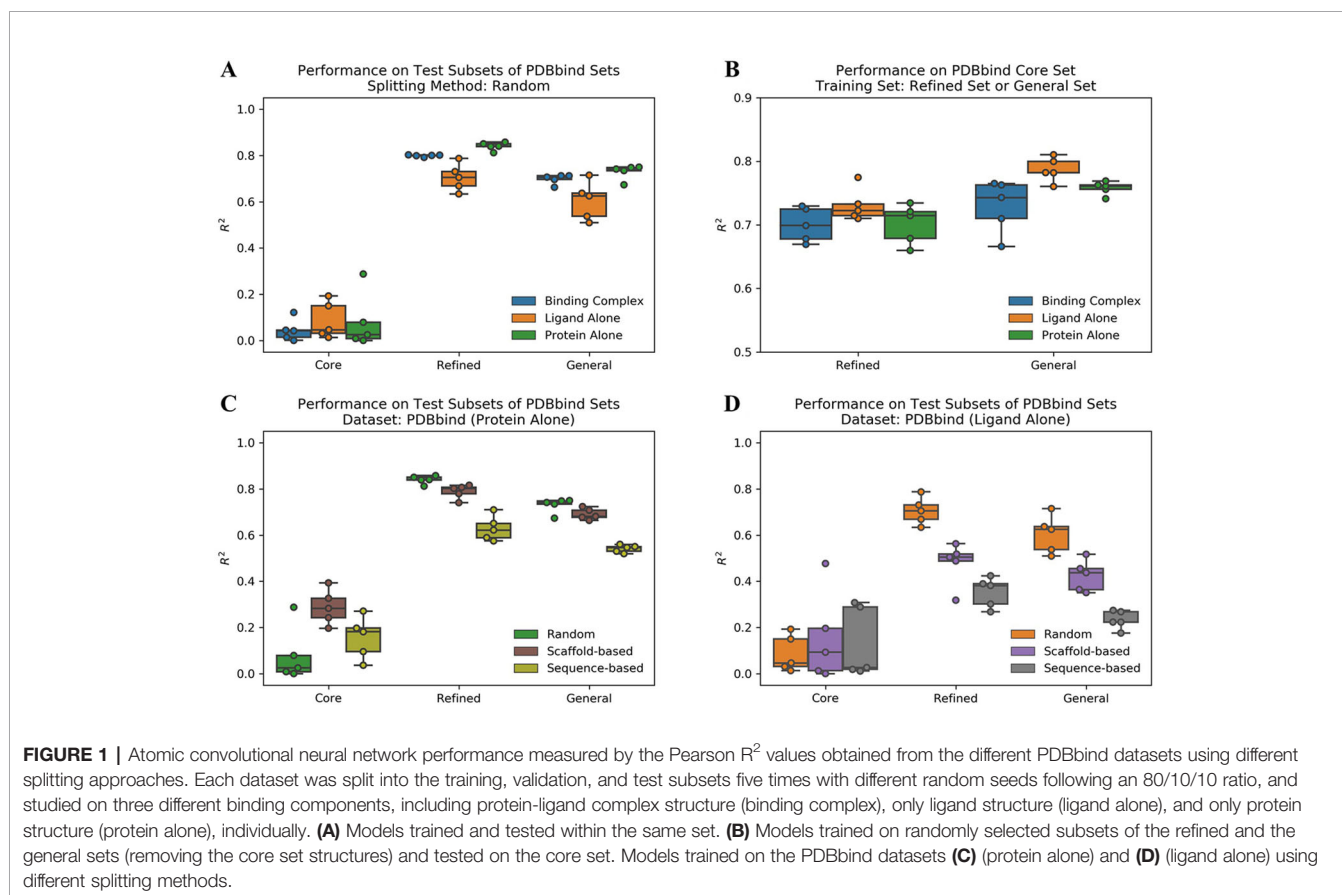 A
Performance on Test Subsets of PDBbind Sets
Splitting Method: Random
1.0
0.8
0.6
0.4
0.2
0.0
R²
Binding Complex
Ligand Alone
Protein Alone
Core
Refined
General
B
Performance on PDBbind Core Set
Training Set: Refined Set or General Set
0.9
0.8
0.7
0.6
0.5
R²
Binding Complex
Ligand Alone
Protein Alone
Refined
General
C
Performance on Test Subsets of PDBbind Sets
Dataset: PDBbind (Protein Alone)
1.0
0.8
0.6
0.4
0.2
0.0
R²
Random
Scaffold-based
Sequence-based
Core
Refined
General
D
Performance on Test Subsets of PDBbind Sets
Dataset: PDBbind (Ligand Alone)
1.0
0.8
0.6
0.4
0.2
0.0
R²
Random
Scaffold-based
Sequence-based
Core
Refined
General
FIGURE 1 | Atomic convolutional neural network performance measured by the Pearson R² values obtained from the different PDBbind datasets using different
splitting approaches. Each dataset was split into the training, validation, and test subsets five times with different random seeds following an 80/10/10 ratio, and
studied on three different binding components, including protein-ligand complex structure (binding complex), only ligand structure (ligand alone), and only protein
structure (protein alone), individually. (A) Models trained and tested within the same set. (B) Models trained on randomly selected subsets of the refined and the
general sets (removing the core set structures) and tested on the core set. Models trained on the PDBbind datasets (C) (protein alone) and (D) (ligand alone) using
different splitting methods.